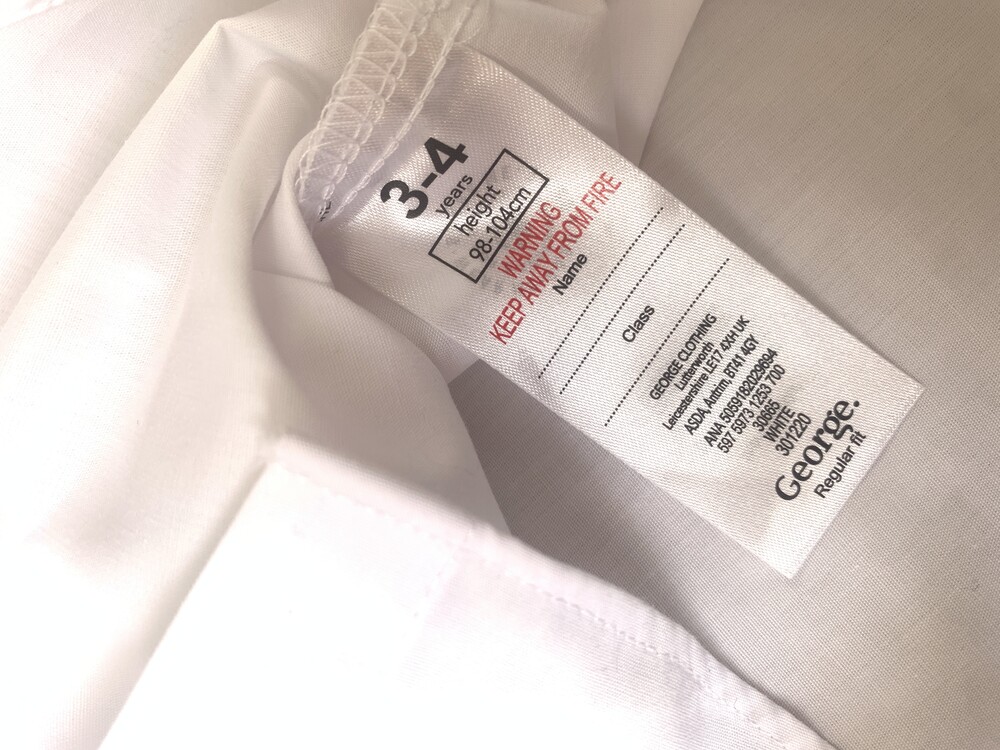 3-4
years
height
98-104cm
WARNING
KEEP AWAY FROM FIRE
Name
Class
GEORGE CLOTHING
Lutterworth
Leicestershire LE17 4XH UK
ASDA, Antrim, BT41 4GY
ANA 5059182029694
597 5973 1253 700
30665
WHITE
301220
George.
Regular fit